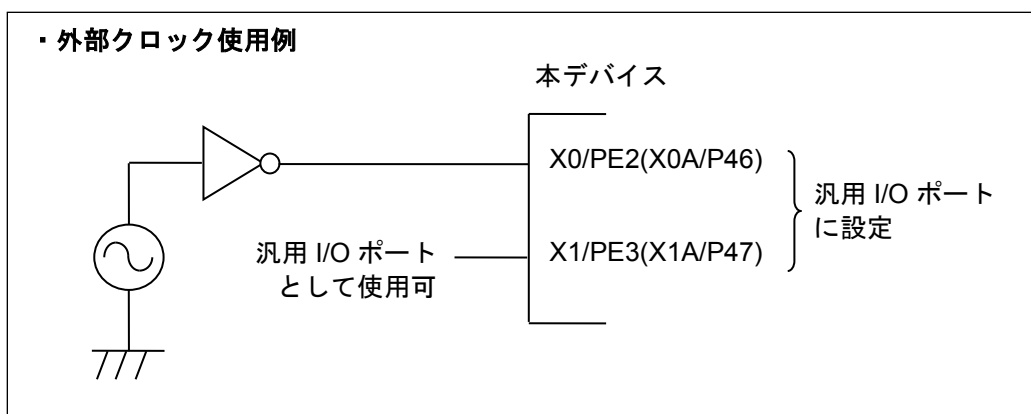 ・外部クロック使用例
本デバイス
X0/PE2(X0A/P46)
汎用 I/O ポート
に設定
汎用 I/O ポート
として使用可
X1/PE3(X1A/P47)